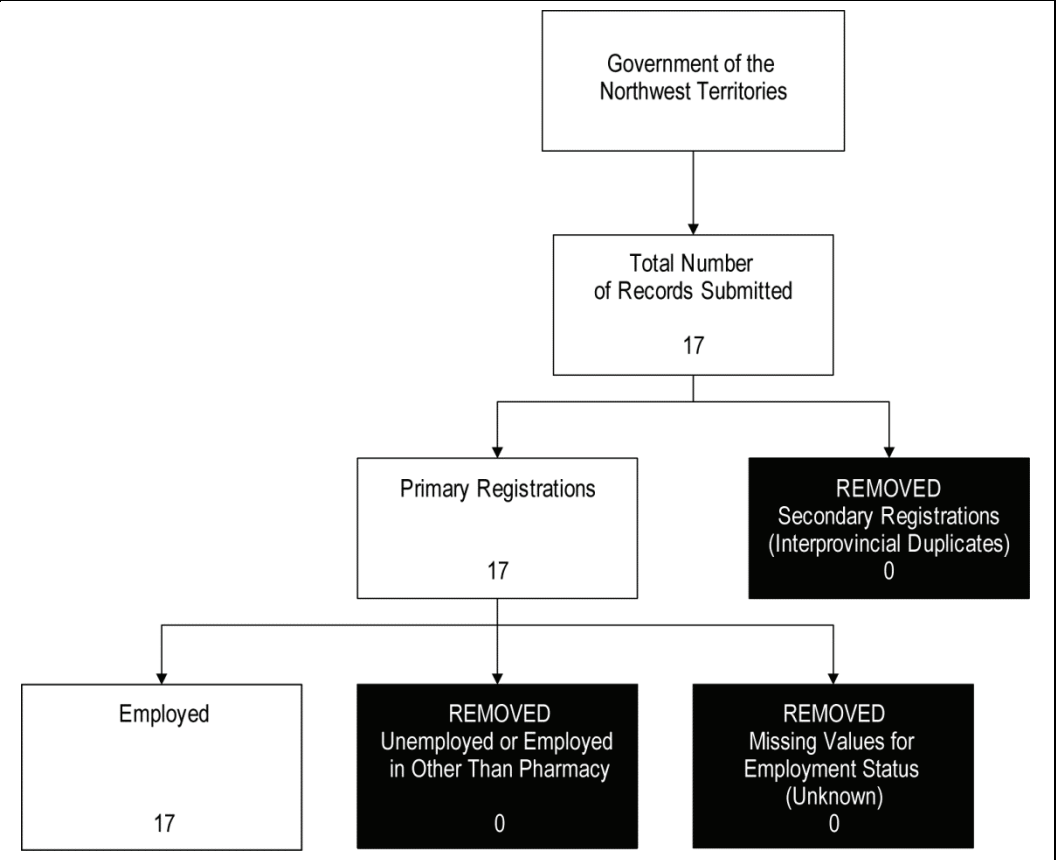 Government of the
Northwest Territories
Total Number
of Records Submitted
17
Primary Registrations
17
REMOVED
Secondary Registrations
(Interprovincial Duplicates)
0
Employed
17
REMOVED
Unemployed or Employed
in Other Than Pharmacy
0
REMOVED
Missing Values for
Employment Status
(Unknown)
0